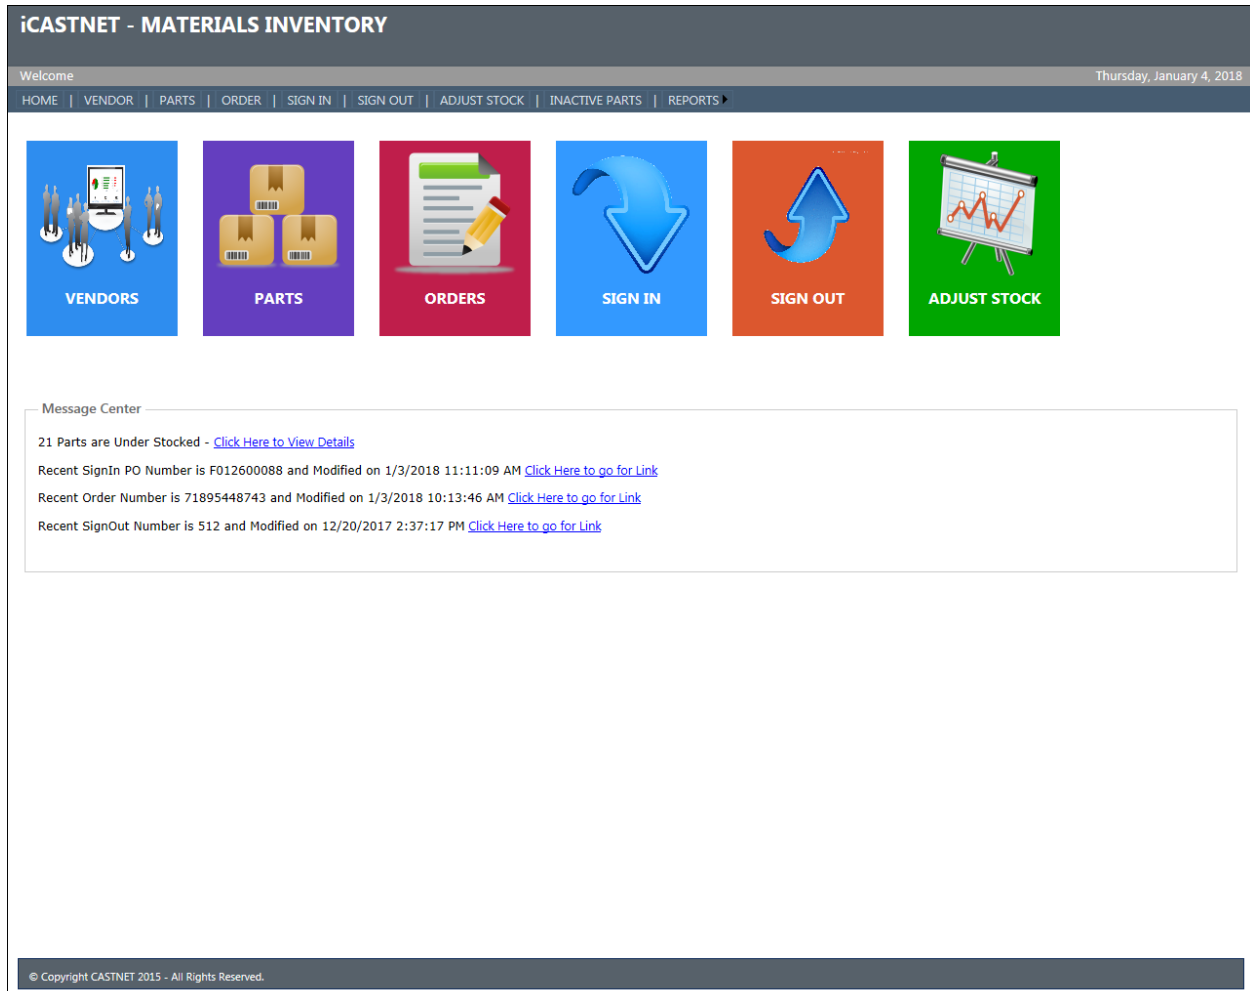 iCASTNET - MATERIALS INVENTORY
Welcome Thursday, January 4, 2018
HOME | VENDOR | PARTS | ORDER | SIGN IN | SIGN OUT | ADJUST STOCK | INACTIVE PARTS | REPORTS
VENDORS PARTS ORDERS SIGN IN SIGN OUT ADJUST STOCK
Message Center
21 Parts are Under Stocked - Click Here to View Details
Recent SignIn PO Number is F012600088 and Modified on 1/3/2018 11:11:09 AM Click Here to go for Link
Recent Order Number is 71895448743 and Modified on 1/3/2018 10:13:46 AM Click Here to go for Link
Recent SignOut Number is 512 and Modified on 12/20/2017 2:37:17 PM Click Here to go for Link
© Copyright CASTNET 2015 - All Rights Reserved.